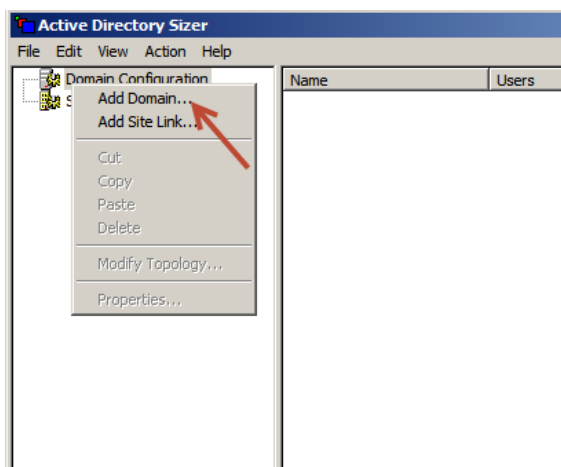 Active Directory Sizer
File Edit View Action Help
Domain Configuration
Name Users
S
Add Domain...
Add Site Link...
Cut
Copy
Paste
Delete
Modify Topology...
Properties...